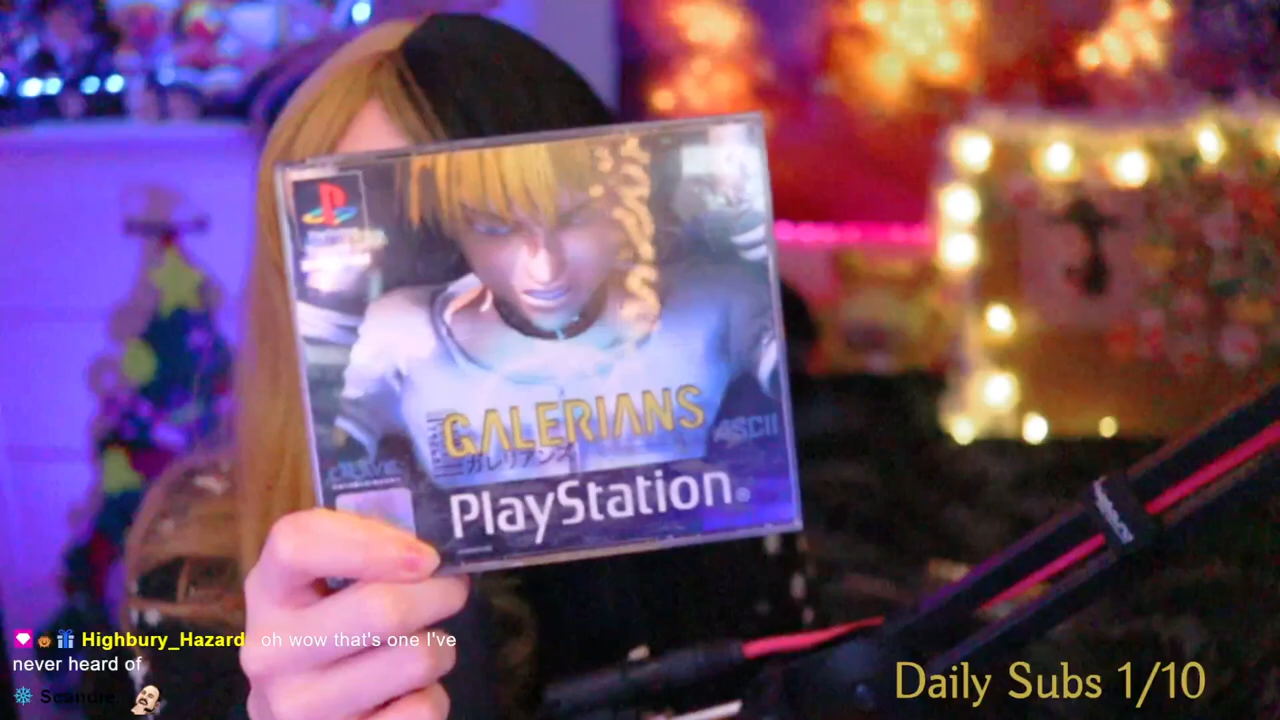 GALERIANS
ガレリアンズ
ASCII
PlayStation
Highbury_Hazard oh wow that's one I've
never heard of
Daily Subs 1/10